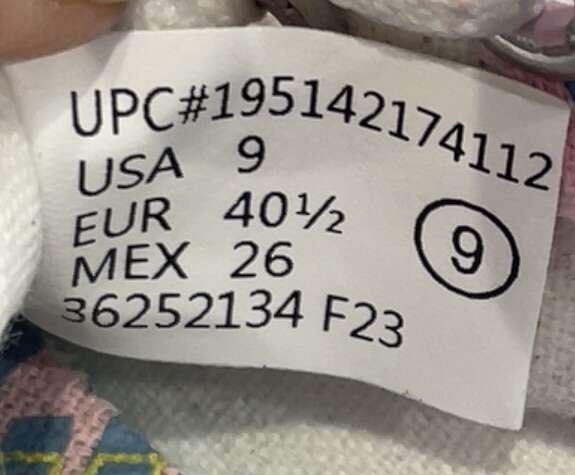 UPC#195142174112
USA 9
EUR 40½
MEX 26
36252134 F23
9